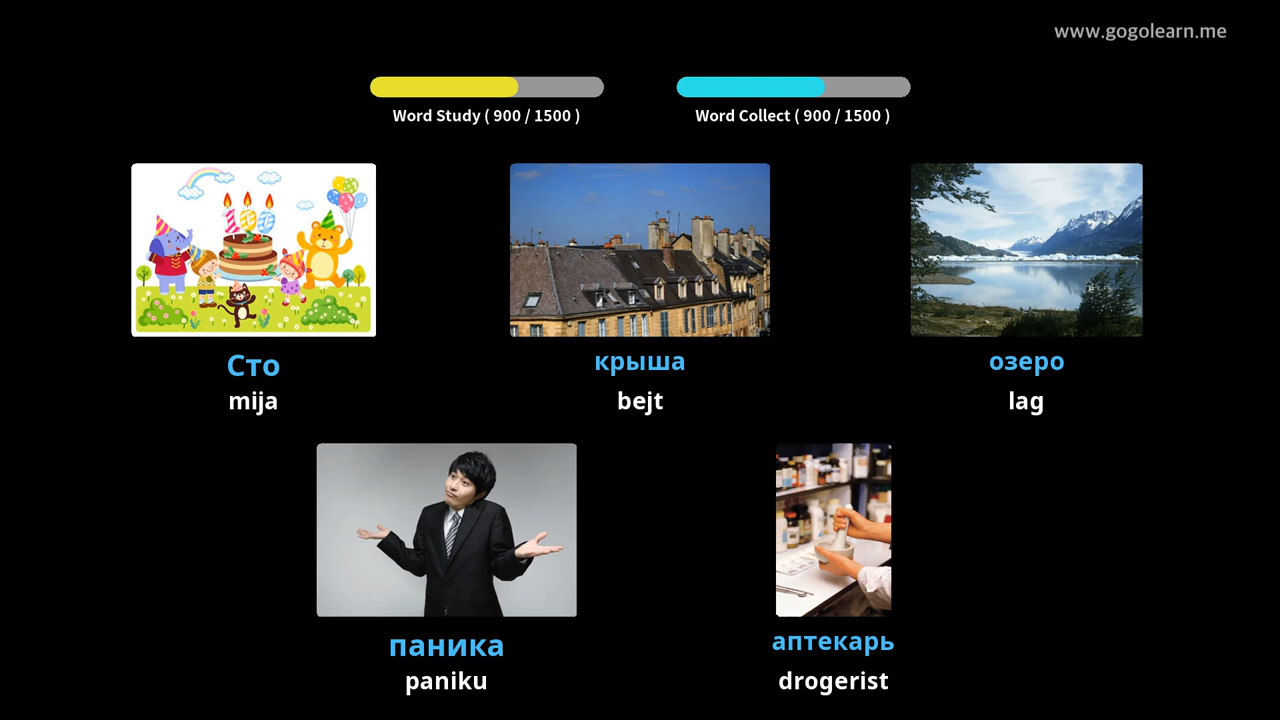 www.gogolearn.me
Word Study ( 900 / 1500 )
Word Collect ( 900 / 1500 )
100
Сто
mija
крыша
bejt
озеро
lag
паника
paniku
аптекарь
drogerist